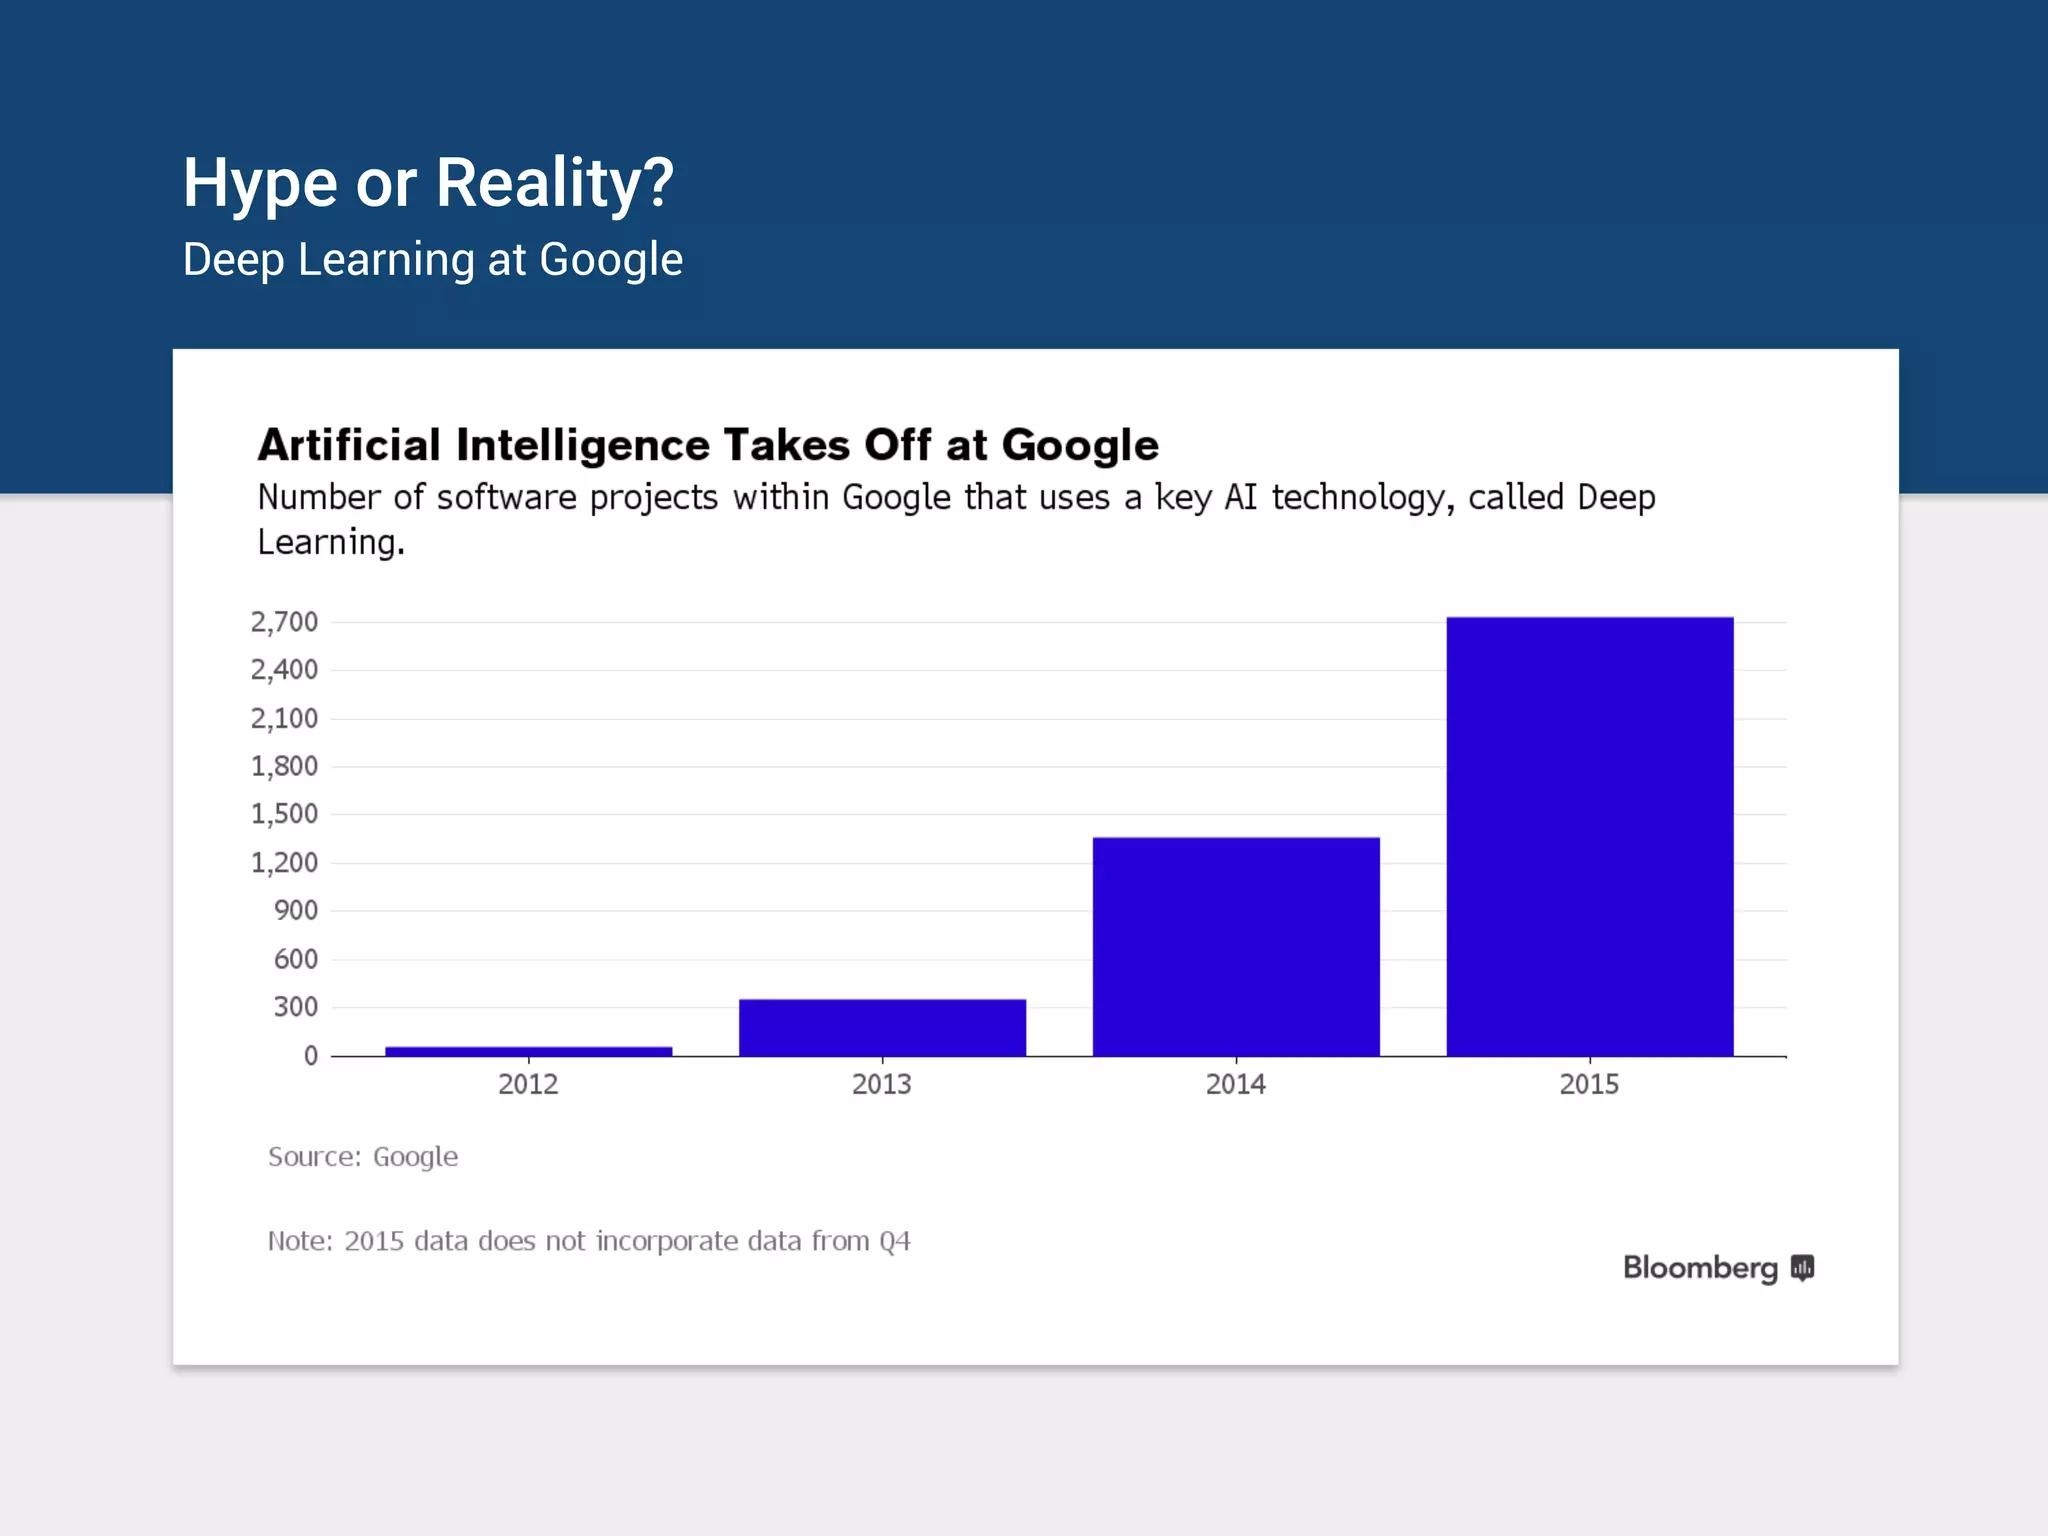 Hype or Reality?
Deep Learning at Google
Artificial Intelligence Takes Off at Google
Number of software projects within Google that uses a key AI technology, called Deep
Learning.
2,700
2,400
2,100
1,800
1,500
1,200
900
600
300
0
2012 2013 2014 2015
Source: Google
Note: 2015 data does not incorporate data from Q4
Bloomberg